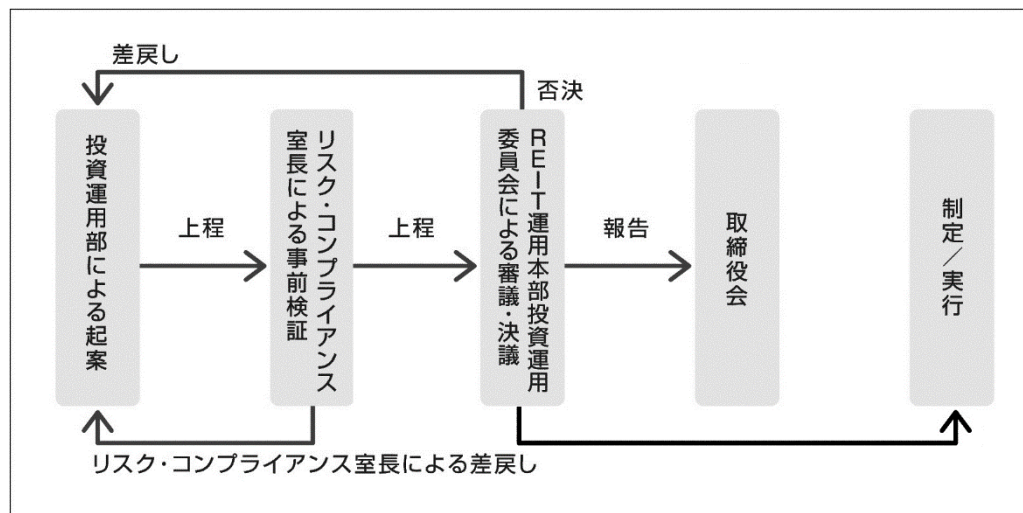 差戻し
否決
投資運用部による起案
上程
リスク・コンプライアンス
室長による事前検証
上程
REIT運用本部投資運用
委員会による審議・決議
報告
取締役会
制定/実行
リスク・コンプライアンス室長による差戻し